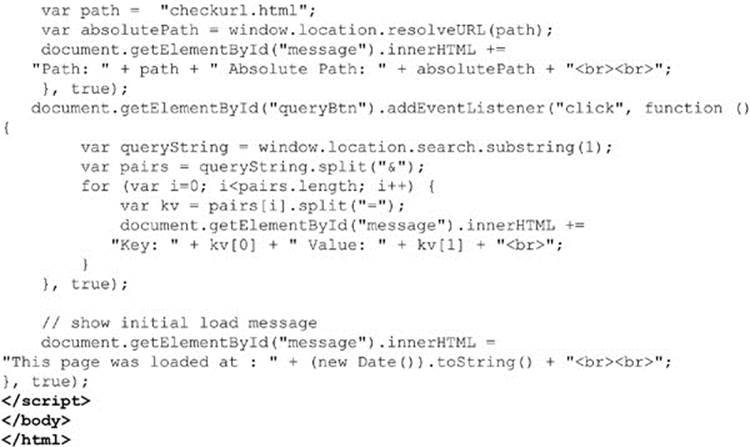 var path =  "checkurl.html";
var absolutePath = window.location.resolveURL(path);
document.getElementById("message").innerHTML +=
"Path: " + path + " Absolute Path: " + absolutePath + "<br><br>";
}, true);
document.getElementById("queryBtn").addEventListener("click", function ()
{
var queryString = window.location.search.substring(1);
var pairs = queryString.split("&");
for (var i=0; i<pairs.length; i++) {
var kv = pairs[i].split("=");
document.getElementById("message").innerHTML +=
"Key: " + kv[0] + " Value: " + kv[1] + "<br>";
}
}, true);
// show initial load message
document.getElementById("message").innerHTML =
"This page was loaded at : " + (new Date()).toString() + "<br><br>";
}, true);
</script>
</body>
</html>